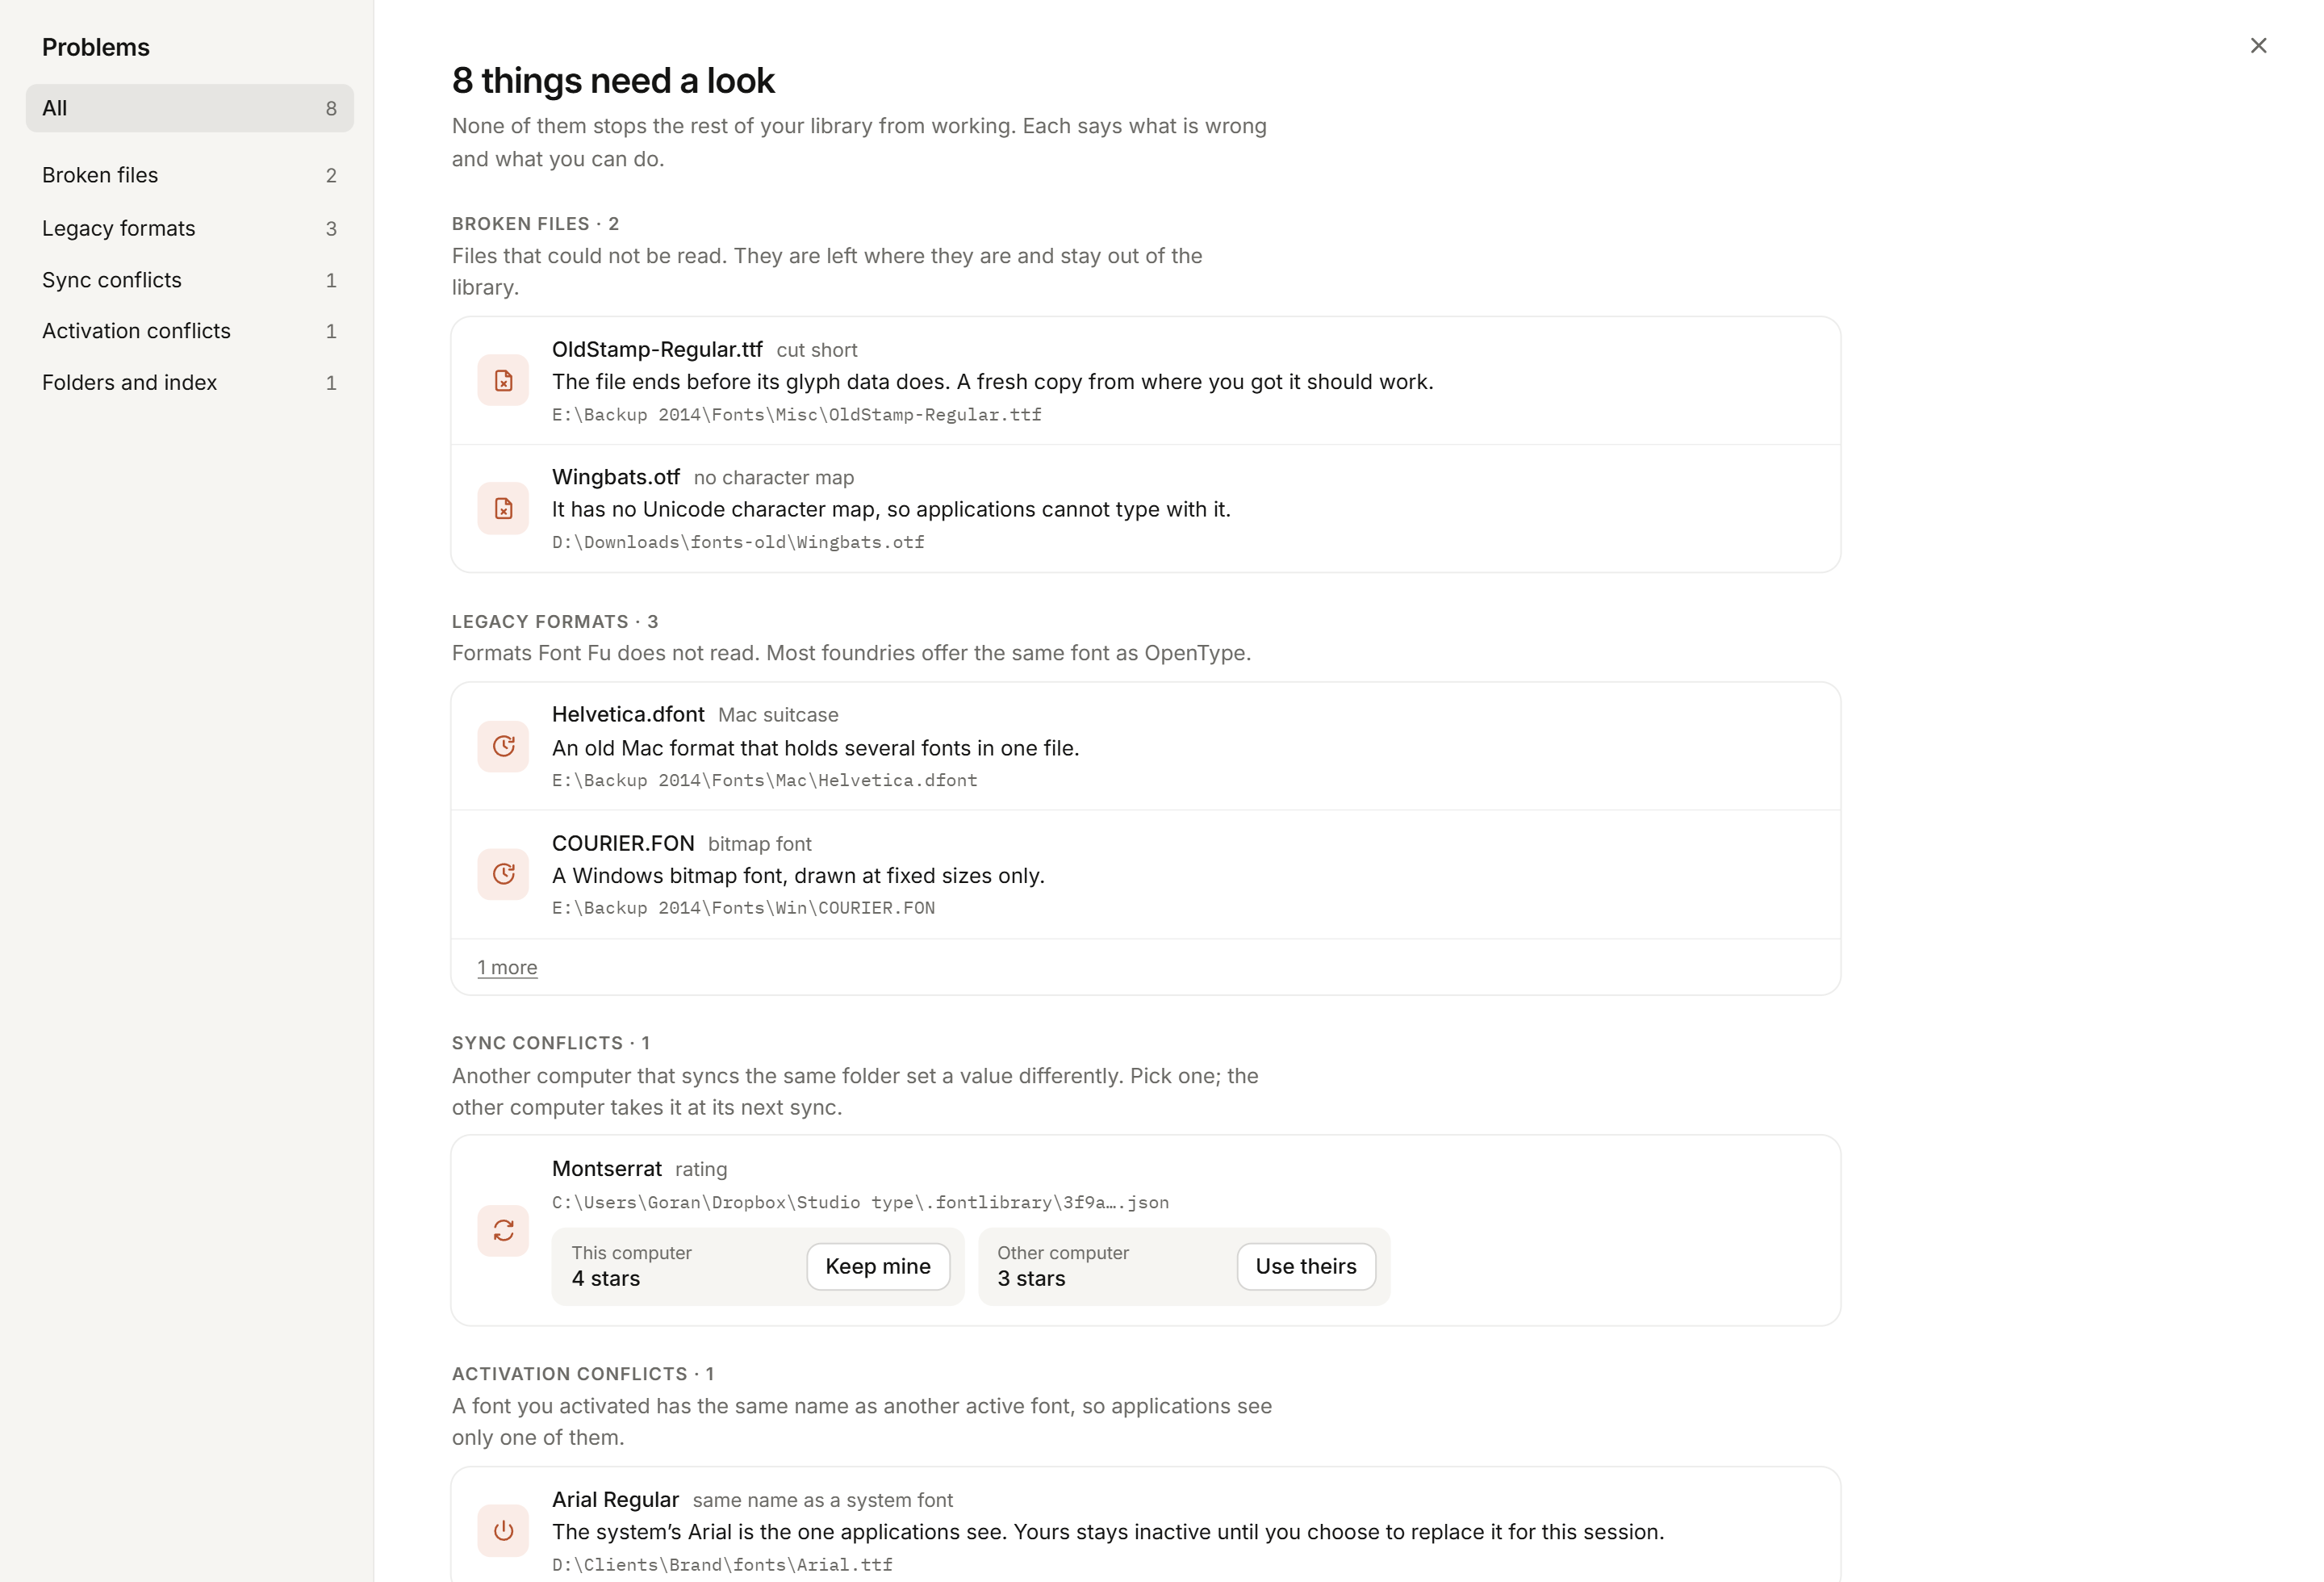 Problems
All 8
Broken files 2
Legacy formats 3
Sync conflicts 1
Activation conflicts 1
Folders and index 1
8 things need a look
None of them stops the rest of your library from working. Each says what is wrong
and what you can do.
BROKEN FILES · 2
Files that could not be read. They are left where they are and stay out of the
library.
OldStamp-Regular.ttf cut short
The file ends before its glyph data does. A fresh copy from where you got it should work.
E:\Backup 2014\Fonts\Misc\OldStamp-Regular.ttf
Wingbats.otf no character map
It has no Unicode character map, so applications cannot type with it.
D:\Downloads\fonts-old\Wingbats.otf
LEGACY FORMATS · 3
Formats Font Fu does not read. Most foundries offer the same font as OpenType.
Helvetica.dfont Mac suitcase
An old Mac format that holds several fonts in one file.
E:\Backup 2014\Fonts\Mac\Helvetica.dfont
COURIER.FON bitmap font
A Windows bitmap font, drawn at fixed sizes only.
E:\Backup 2014\Fonts\Win\COURIER.FON
1 more
SYNC CONFLICTS · 1
Another computer that syncs the same folder set a value differently. Pick one; the
other computer takes it at its next sync.
Montserrat rating
C:\Users\Goran\Dropbox\Studio type\.fontlibrary\3f9a….json
This computer
4 stars
Keep mine
Other computer
3 stars
Use theirs
ACTIVATION CONFLICTS · 1
A font you activated has the same name as another active font, so applications see
only one of them.
Arial Regular same name as a system font
The system’s Arial is the one applications see. Yours stays inactive until you choose to replace it for this session.
D:\Clients\Brand\fonts\Arial.ttf